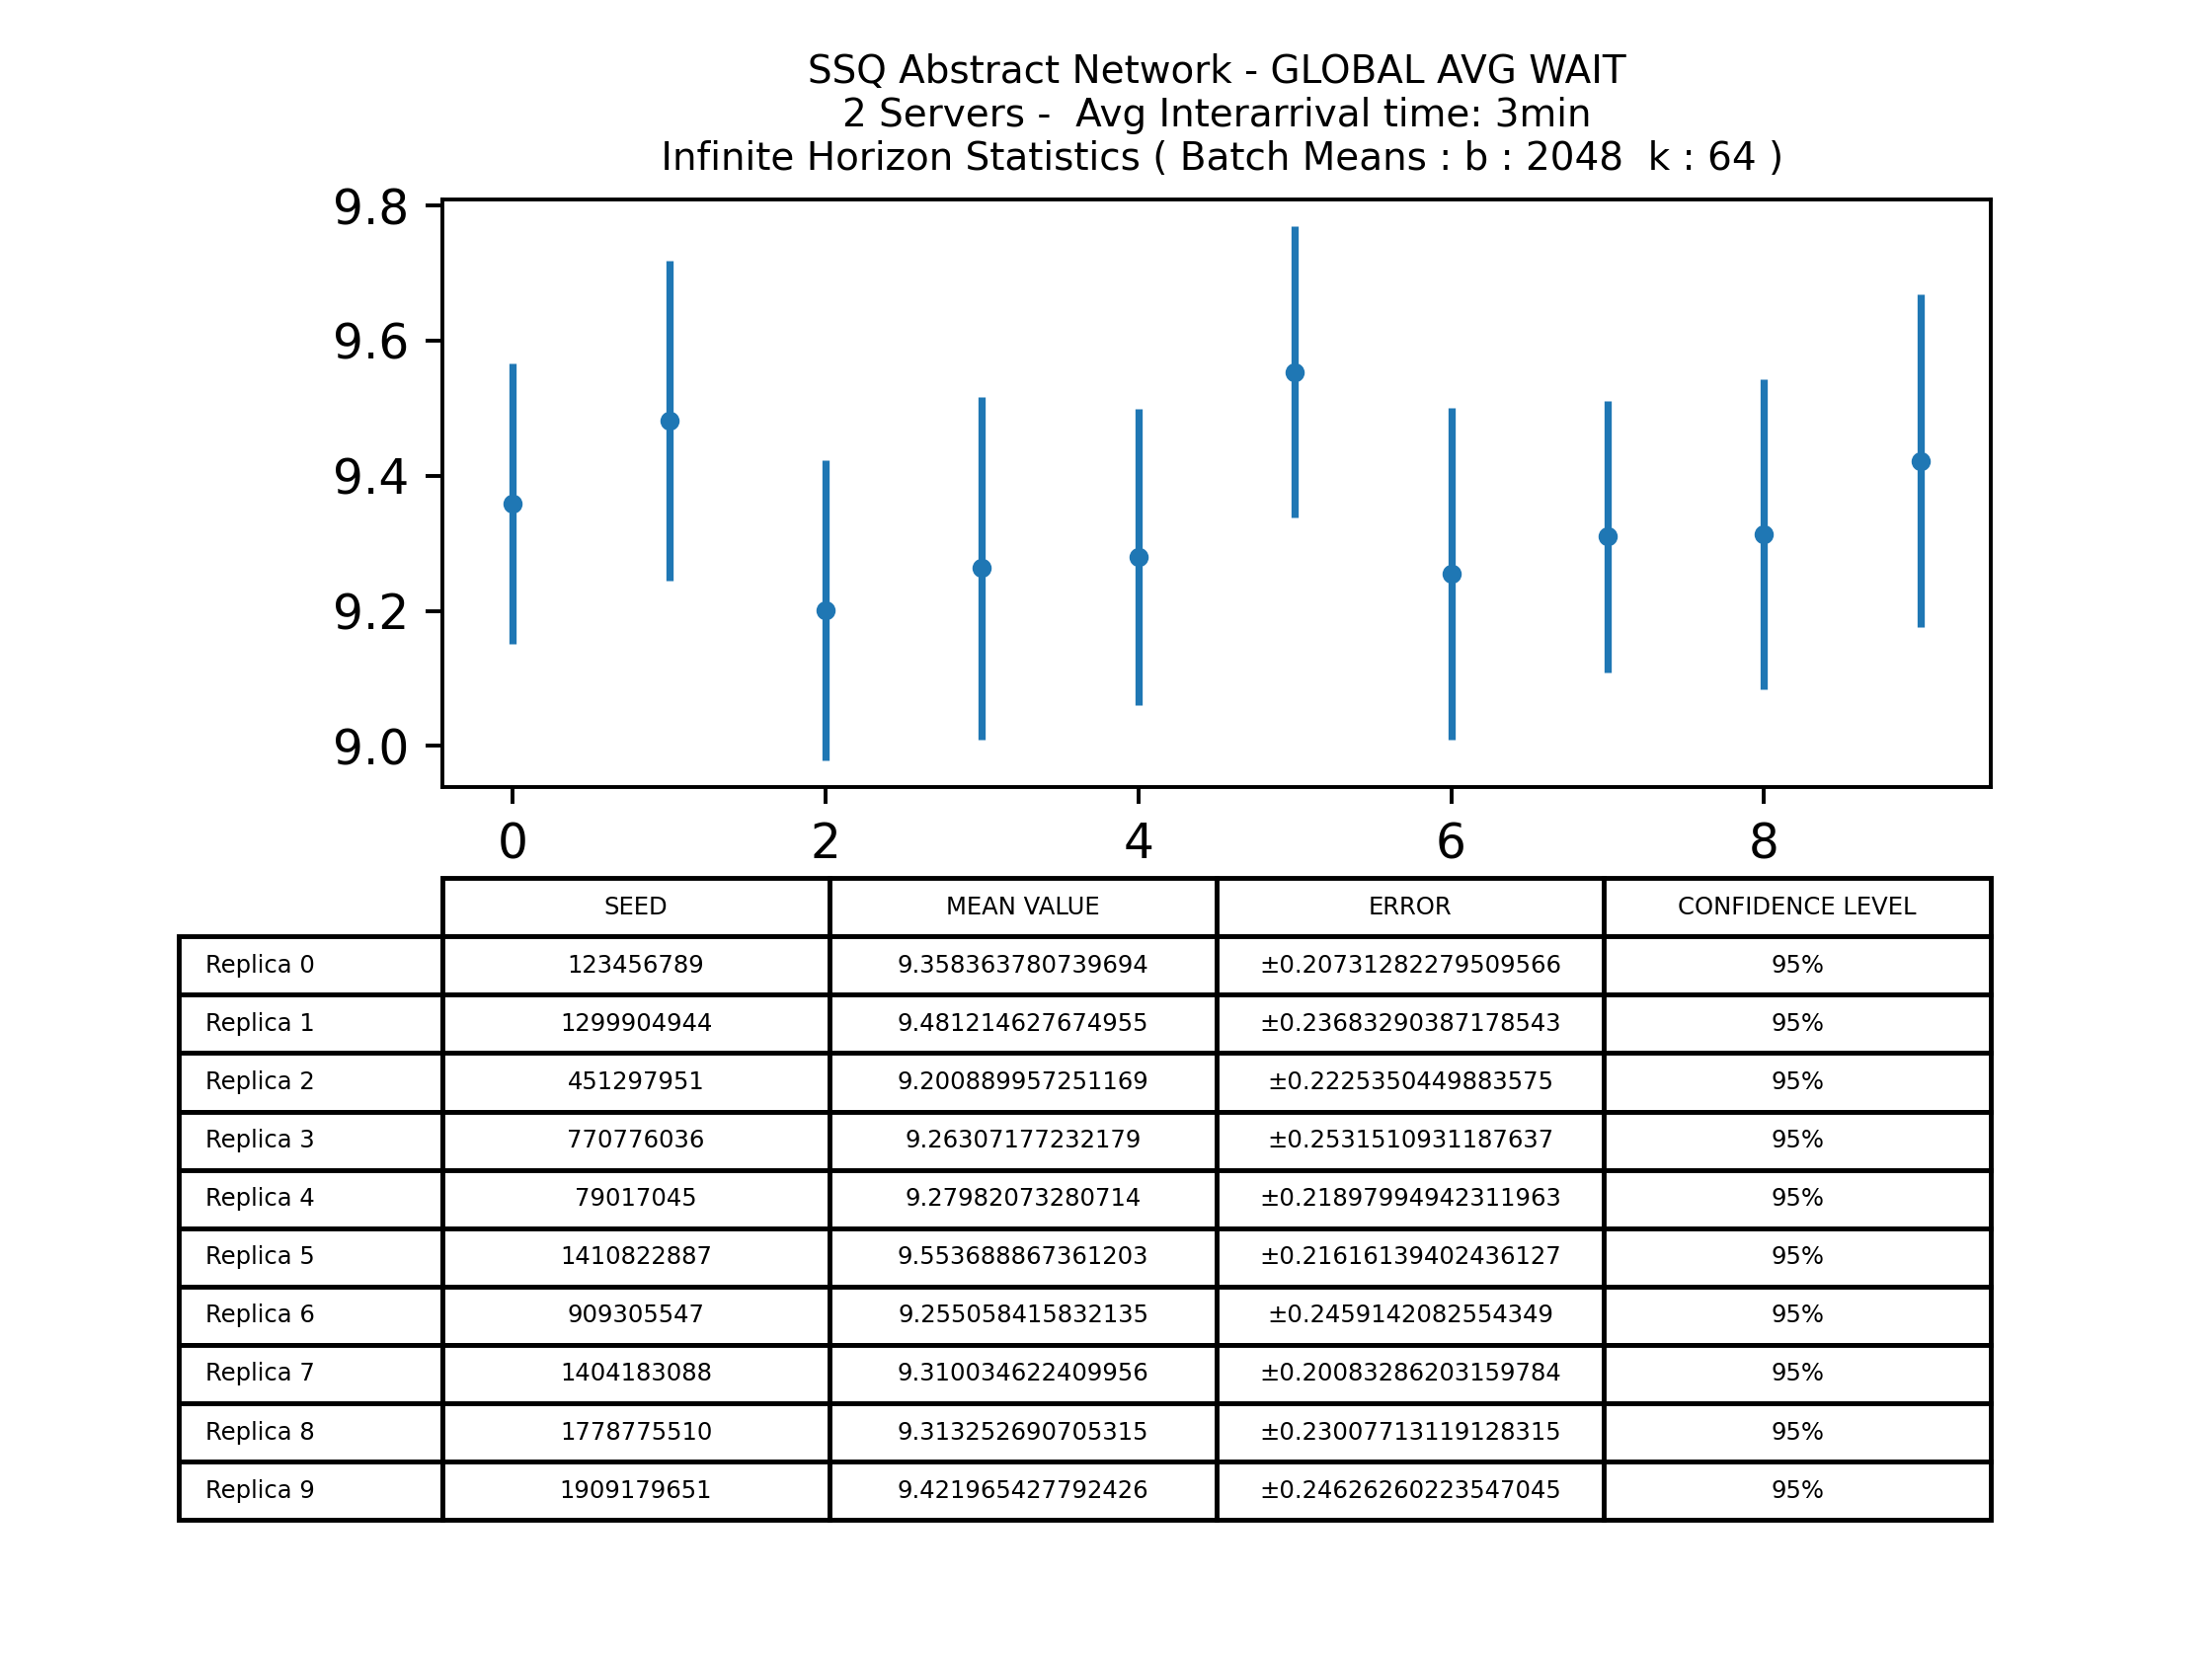 SSQ Abstract Network - GLOBAL AVG WAIT
2 Servers -  Avg Interarrival time: 3min
Infinite Horizon Statistics ( Batch Means : b : 2048  k : 64 )
9.8
9.6
9.4
9.2
9.0
0 2 4 6 8
SEED MEAN VALUE ERROR CONFIDENCE LEVEL
Replica 0 123456789 9.358363780739694 ±0.20731282279509566 95%
Replica 1 1299904944 9.481214627674955 ±0.23683290387178543 95%
Replica 2 451297951 9.200889957251169 ±0.2225350449883575 95%
Replica 3 770776036 9.26307177232179 ±0.2531510931187637 95%
Replica 4 79017045 9.27982073280714 ±0.21897994942311963 95%
Replica 5 1410822887 9.553688867361203 ±0.21616139402436127 95%
Replica 6 909305547 9.255058415832135 ±0.2459142082554349 95%
Replica 7 1404183088 9.310034622409956 ±0.20083286203159784 95%
Replica 8 1778775510 9.313252690705315 ±0.23007713119128315 95%
Replica 9 1909179651 9.421965427792426 ±0.24626260223547045 95%